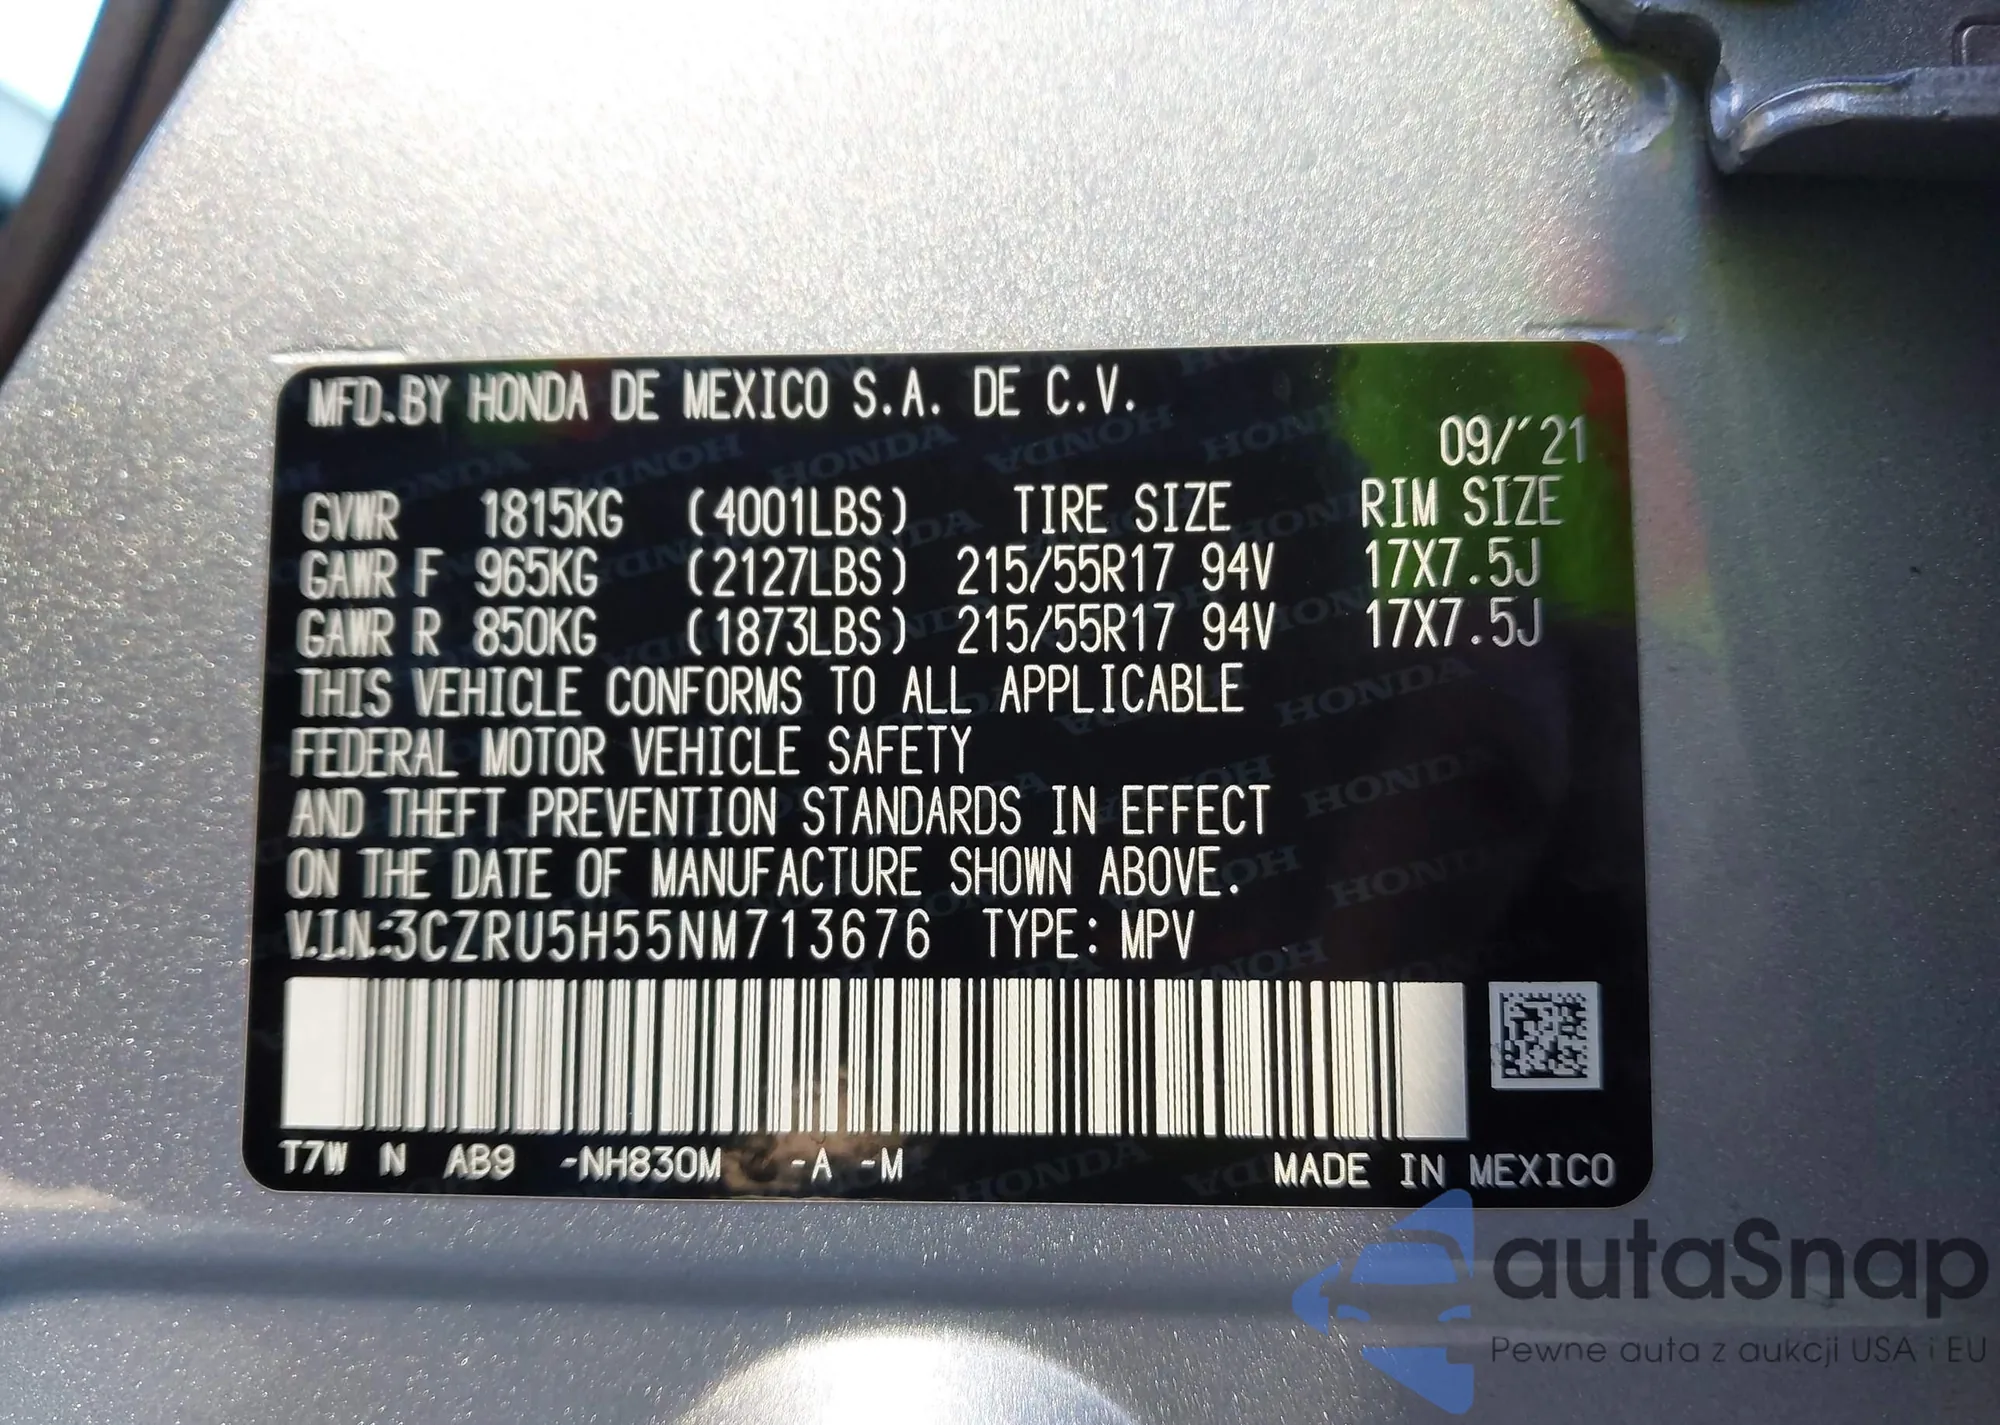 MFD.BY HONDA DE MEXICO S.A. DE C.V.
09/'21
GVWR 1815KG (4001LBS) TIRE SIZE RIM SIZE
GAWR F 965KG (2127LBS) 215/55R17 94V 17X7.5J
GAWR R 850KG (1873LBS) 215/55R17 94V 17X7.5J
THIS VEHICLE CONFORMS TO ALL APPLICABLE
FEDERAL MOTOR VEHICLE SAFETY
AND THEFT PREVENTION STANDARDS IN EFFECT
ON THE DATE OF MANUFACTURE SHOWN ABOVE.
V.I.N.:3CZRU5H55NM713676 TYPE: MPV
T7W N AB9 -NH830M -A -M MADE IN MEXICO
autaSnap
Pewne auta z aukcji USA i EU